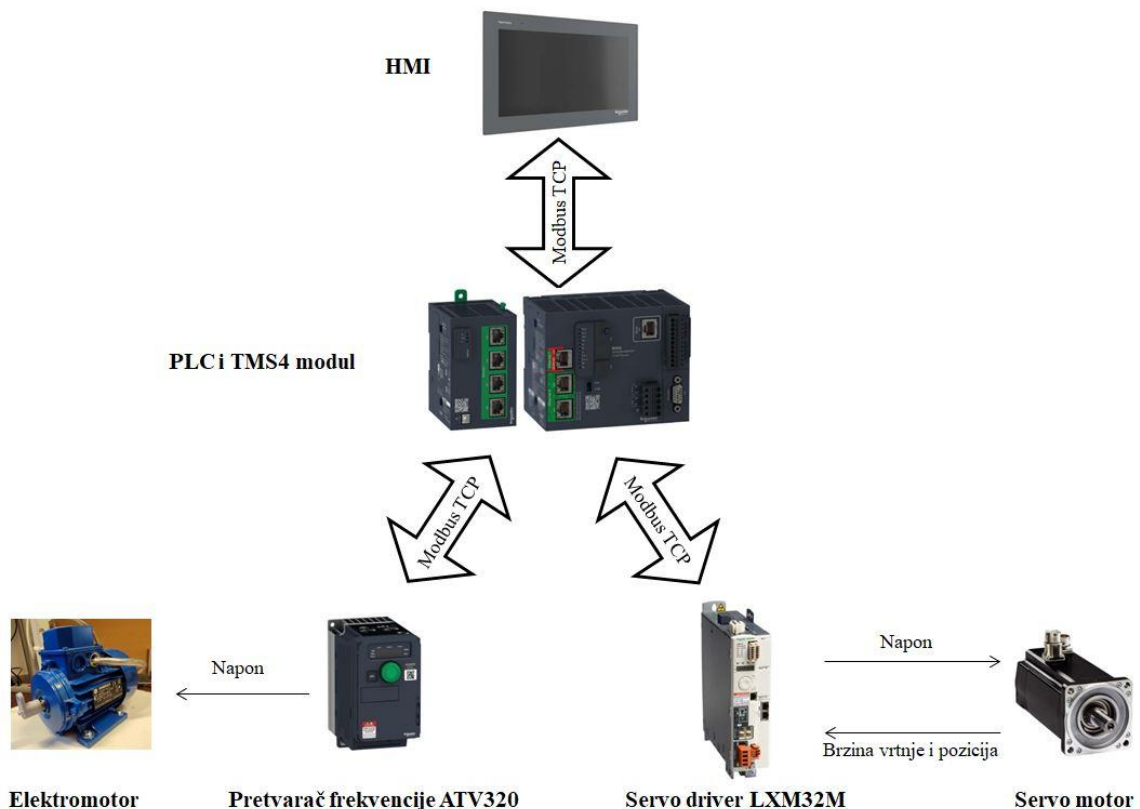 HMI
Modbus TCP
PLC i TMS4 modul
Modbus TCP
Modbus TCP
Napon
Napon
Brzina vrtnje i pozicija
Elektromotor
Pretvarač frekvencije ATV320
Servo driver LXM32M
Servo motor